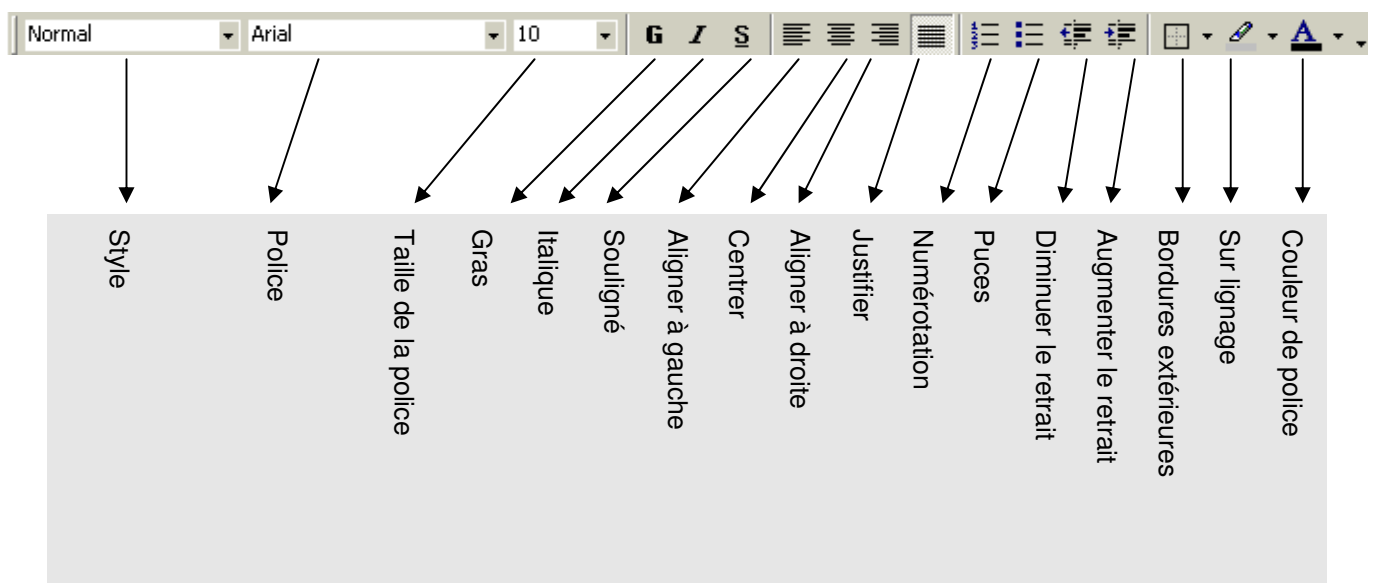 Normal Arial 10 G I S A
Style
Police
Taille de la police
Gras
Italique
Souligné
Aligner à gauche
Centrer
Aligner à droite
Justifier
Numérotation
Puces
Diminuer le retrait
Augmenter le retrait
Bordures extérieures
Sur lignage
Couleur de police